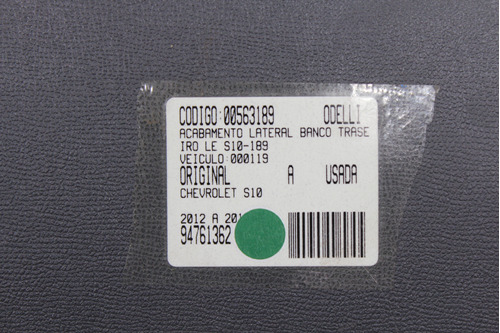 CODIGO:00563189 ODELLI
ACABAMENTO LATERAL BANCO TRASE
IRO LE S10-189
VEICULO:000119
ORIGINAL A USADA
CHEVROLET S10
2012 A
94761362